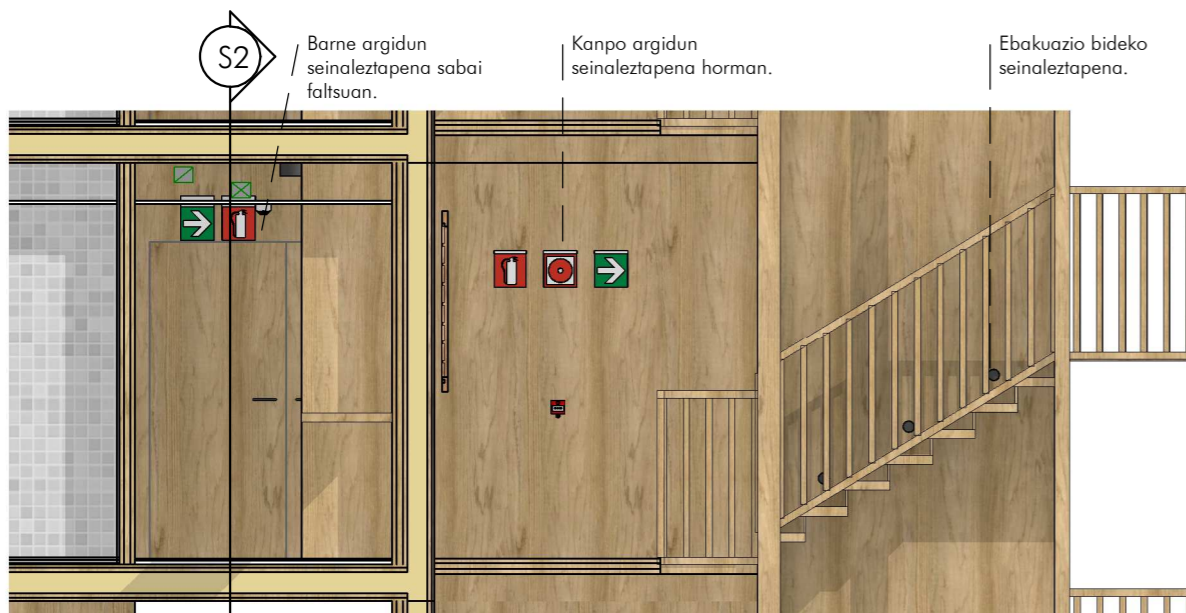 S2
Barne argidun
seinaleztapena sabai
faltsuan.
Kanpo argidun
seinaleztapena horman.
Ebakuazio bideko
seinaleztapena.